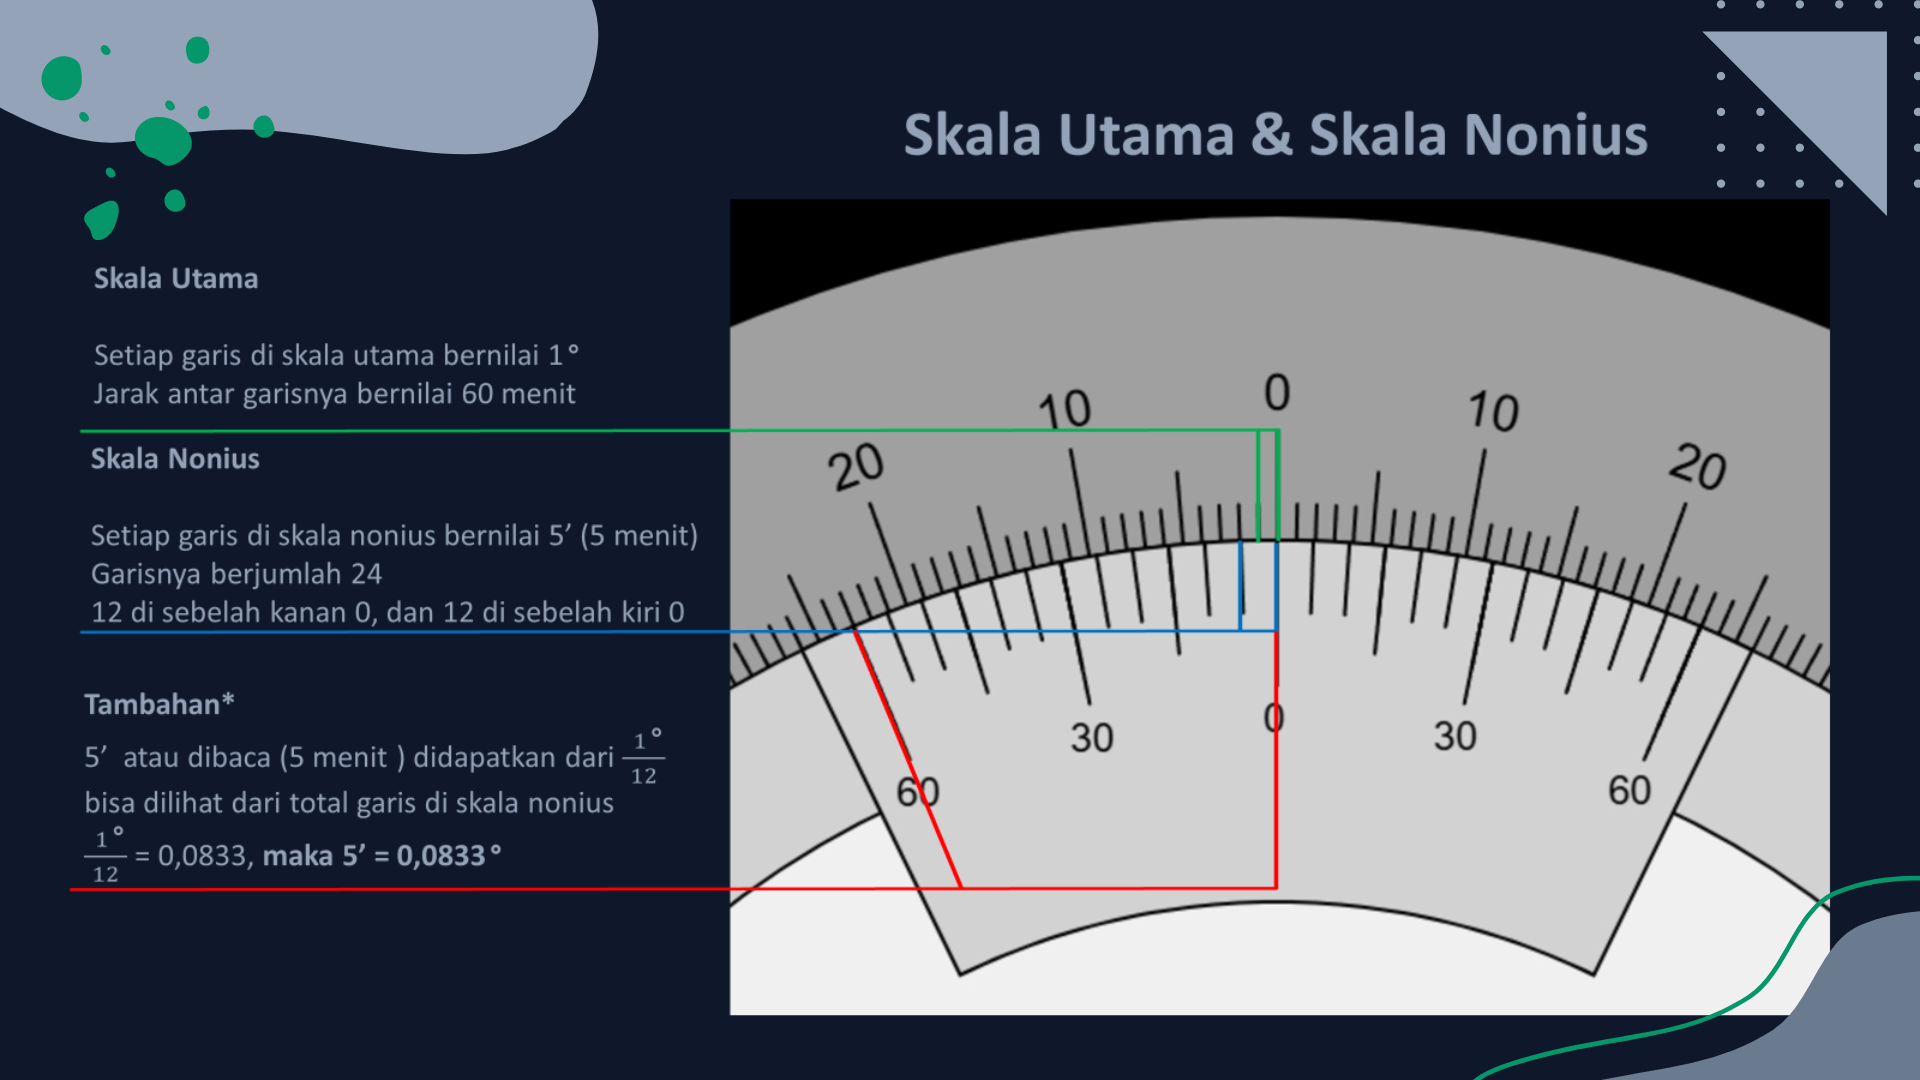 Skala Utama & Skala Nonius
Skala Utama
Setiap garis di skala utama bernilai 1°
Jarak antar garisnya bernilai 60 menit
Skala Nonius
Setiap garis di skala nonius bernilai 5’ (5 menit)
Garisnya berjumlah 24
12 di sebelah kanan 0, dan 12 di sebelah kiri 0
Tambahan*
5’ atau dibaca (5 menit ) didapatkan dari 1°/12
bisa dilihat dari total garis di skala nonius
1°/12 = 0,0833, maka 5’ = 0,0833°
20 10 0 10 20
60 30 0 30 60